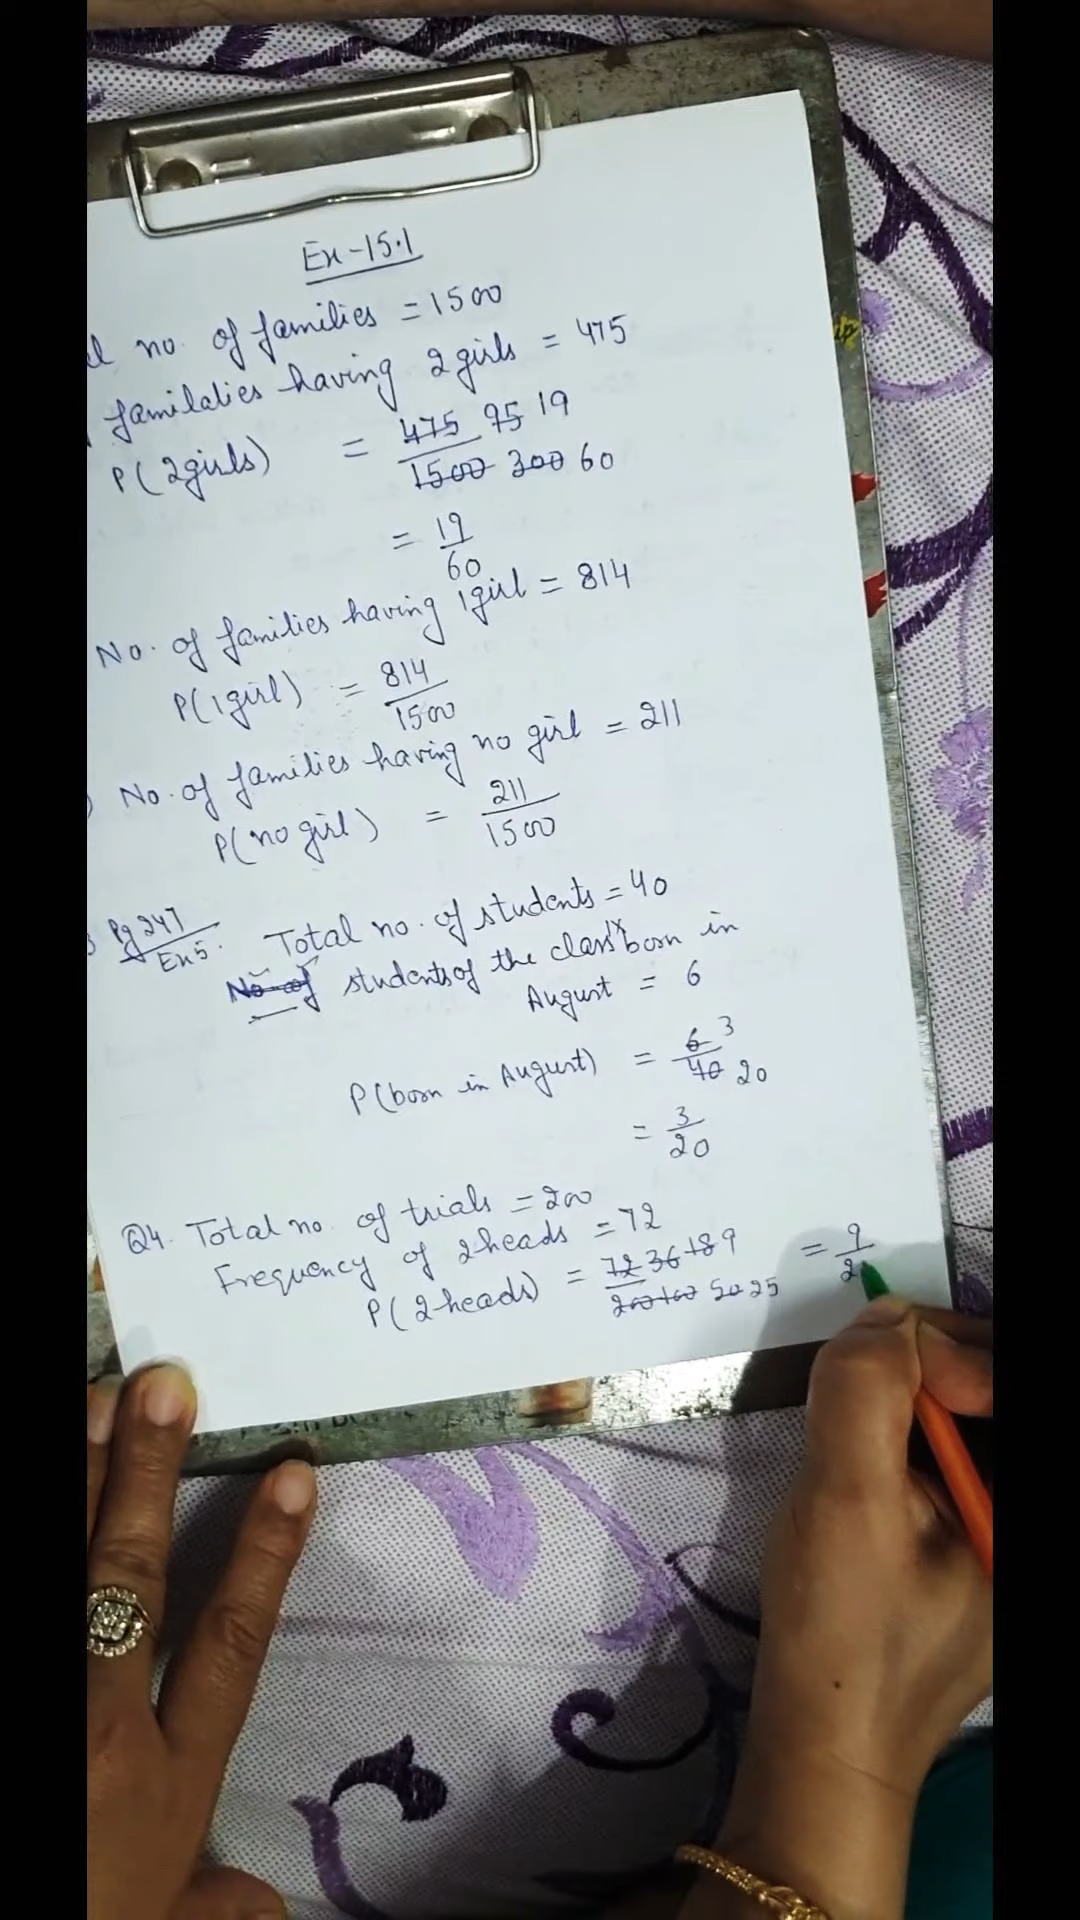 Ex-15.1
l no. of families = 1500
familaties having 2 girls = 475
P(2girls) = 475 95 19
1500 300 60
= 19
60
No. of families having 1girl = 814
P(1girl) = 814
1500
) No. of families having no girl = 211
P(no girl) = 211
1500
Pg 247
Ex5. Total no. of students = 40
No of students of the class IX born in
August = 6
P(born in August) = 6 3
40 20
= 3
20
Q4. Total no. of trials = 200
Frequency of 2heads = 72
P(2heads) = 72 36 18 9 = 9
200 100 50 25 2